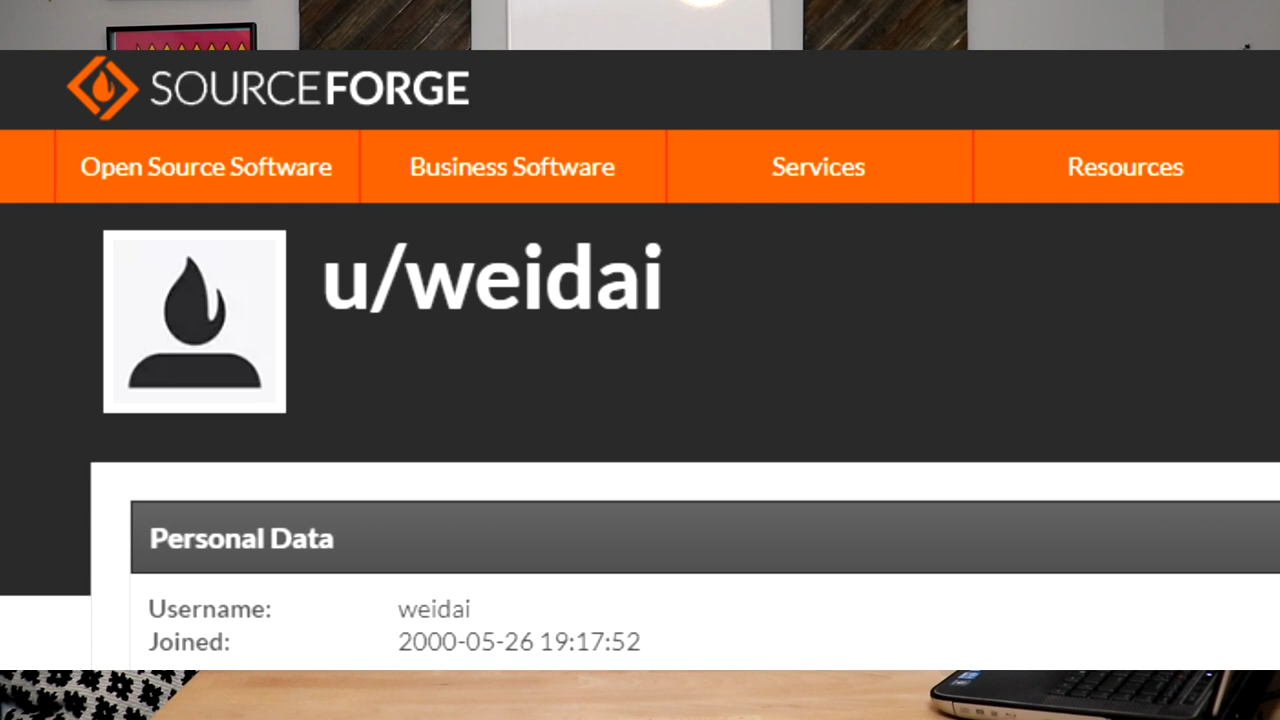 SOURCEFORGE
Open Source Software Business Software Services Resources
u/weidai
Personal Data
Username: weidai
Joined: 2000-05-26 19:17:52